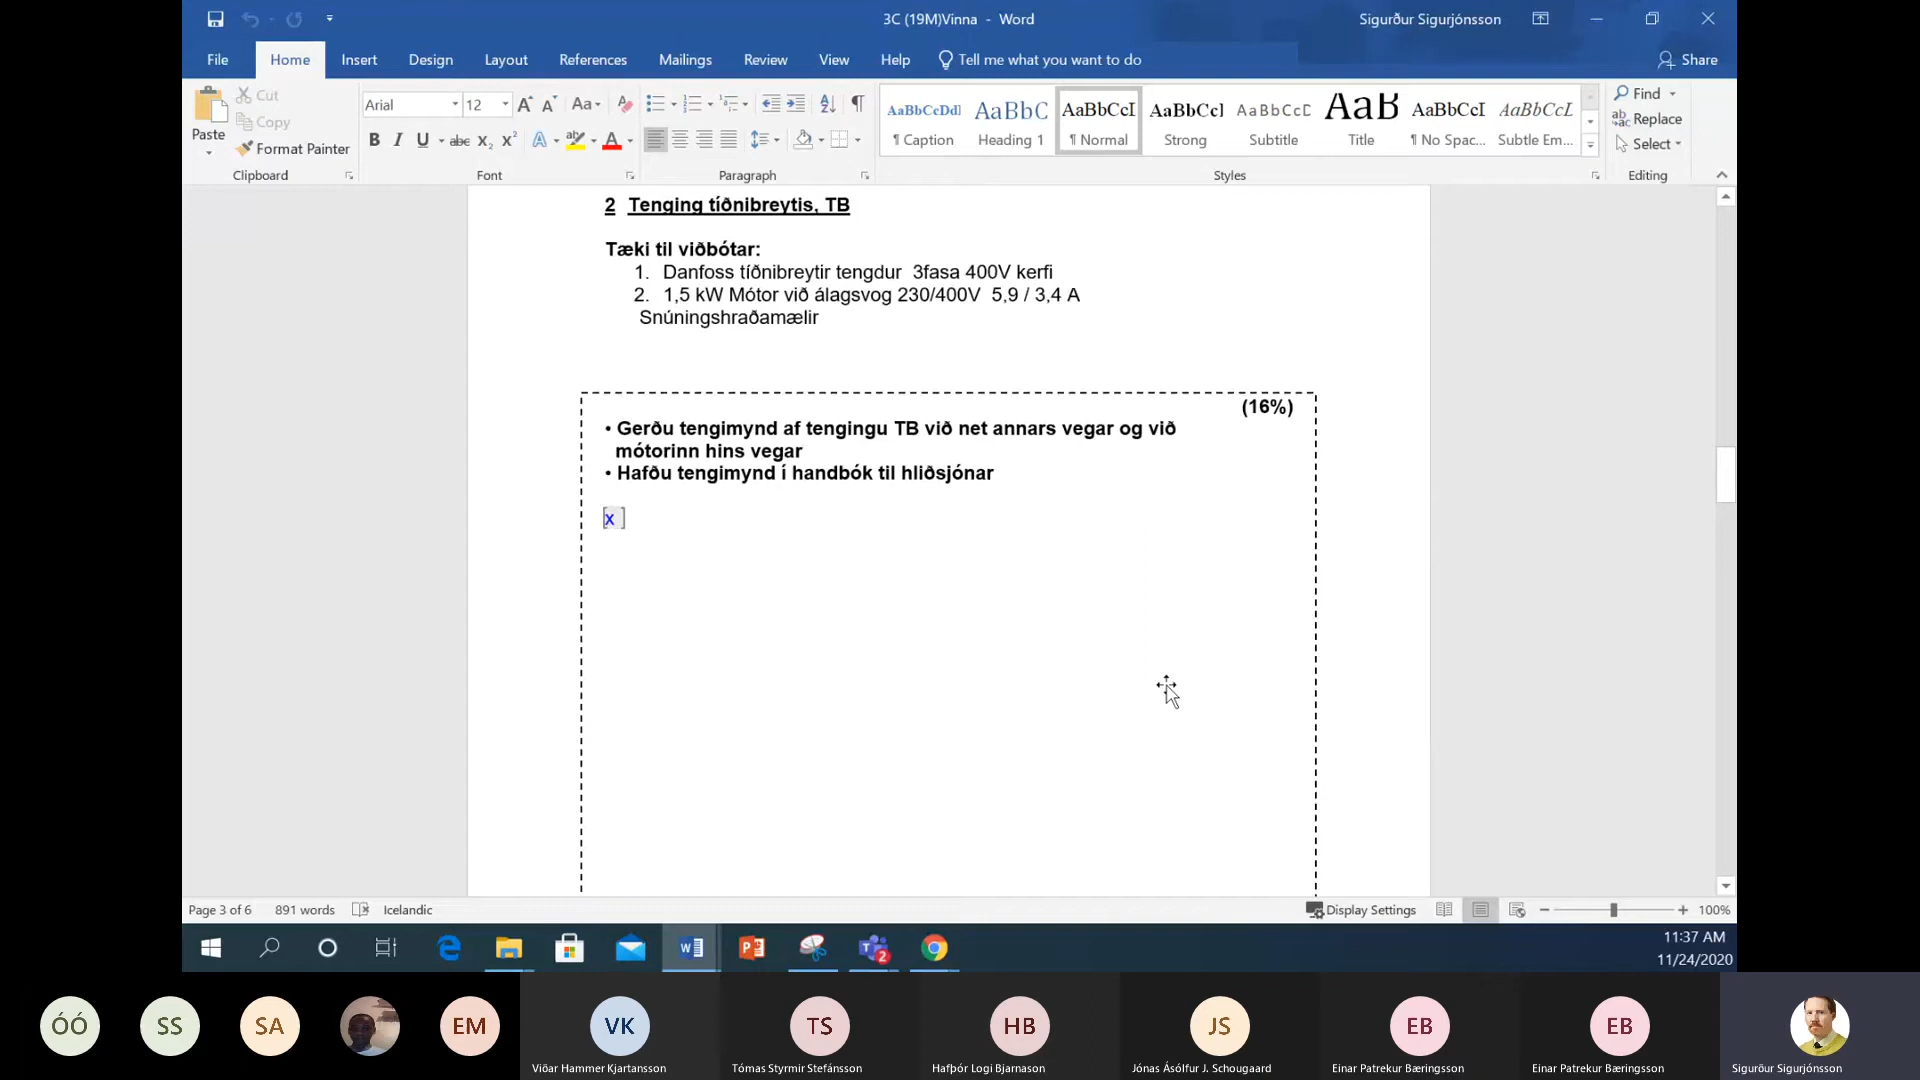 3C (19M)Vinna - Word
Sigurður Sigurjónsson
File Home Insert Design Layout References Mailings Review View Help Tell me what you want to do
Share
Paste
Cut
Copy
Format Painter
Clipboard
Arial 12
Font
Paragraph
AaBbCcDdI AaBbC AaBbCcI AaBbCcI AaBbCcD AaB AaBbCcI AaBbCcI
¶ Caption Heading 1 ¶ Normal Strong Subtitle Title ¶ No Spac... Subtle Em...
Styles
Find
Replace
Select
Editing
2 Tenging tíðnibreytis, TB
Tæki til viðbótar:
1. Danfoss tíðnibreytir tengdur 3fasa 400V kerfi
2. 1,5 kW Mótor við álagsvog 230/400V 5,9 / 3,4 A
Snúningshraðamælir
(16%)
• Gerðu tengimynd af tengingu TB við net annars vegar og við
mótorinn hins vegar
• Hafðu tengimynd í handbók til hliðsjónar
[x ]
Page 3 of 6 891 words Icelandic
Display Settings
100%
11:37 AM
11/24/2020
ÓÓ SS SA EM VK TS HB JS EB EB
Viðar Hammer Kjartansson Tómas Styrmir Stefánsson Hafþór Logi Bjarnason Jónas Ásólfur J. Schougaard Einar Patrekur Bæringsson Einar Patrekur Bæringsson Sigurður Sigurjónsson